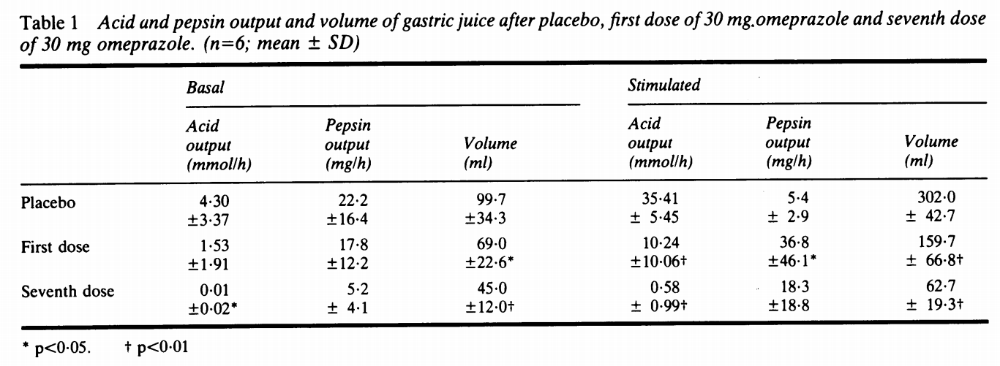 Table 1 Acid and pepsin output and volume of gastric juice after placebo, first dose of 30 mg.omeprazole and seventh dose
of 30 mg omeprazole. (n=6; mean ± SD)
Basal Stimulated
Acid output (mmol/h) Pepsin output (mg/h) Volume (ml) Acid output (mmol/h) Pepsin output (mg/h) Volume (ml)
Placebo 4·30 22·2 99·7 35·41 5·4 302·0
±3·37 ±16·4 ±34·3 ± 5·45 ± 2·9 ± 42·7
First dose 1·53 17·8 69·0 10·24 36·8 159·7
±1·91 ±12·2 ±22·6* ±10·06† ±46·1* ± 66·8†
Seventh dose 0·01 5·2 45·0 0·58 18·3 62·7
±0·02* ± 4·1 ±12·0† ± 0·99† ±18·8 ± 19·3†
* p<0·05. † p<0·01